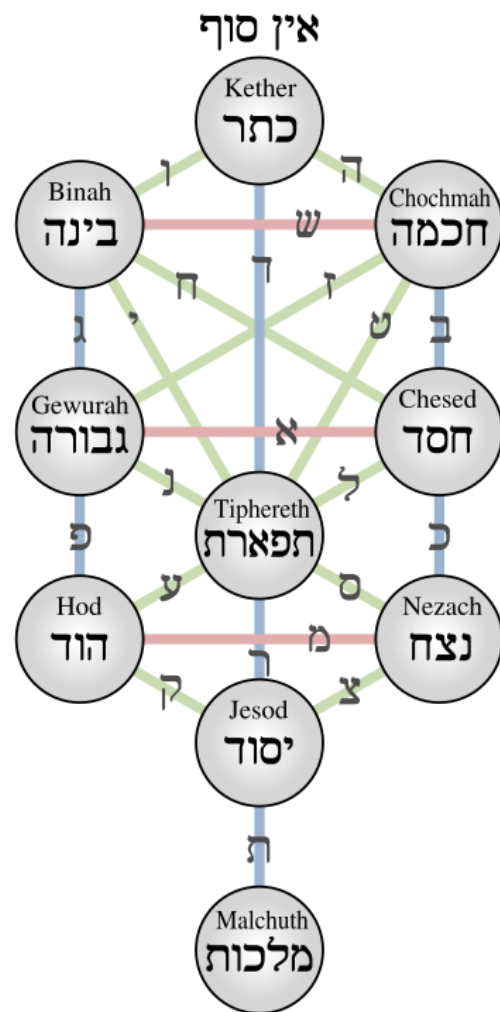 אין סוף
Kether
כתר
ו
ה
Binah
בינה
Chochmah
חכמה
ש
ד
ח
ז
ג
י
ט
ב
Gewurah
גבורה
Chesed
חסד
א
נ
ל
Tiphereth
תפארת
פ
כ
ע
ס
Hod
הוד
Nezach
נצח
מ
ר
ק
צ
Jesod
יסוד
ת
Malchuth
מלכות